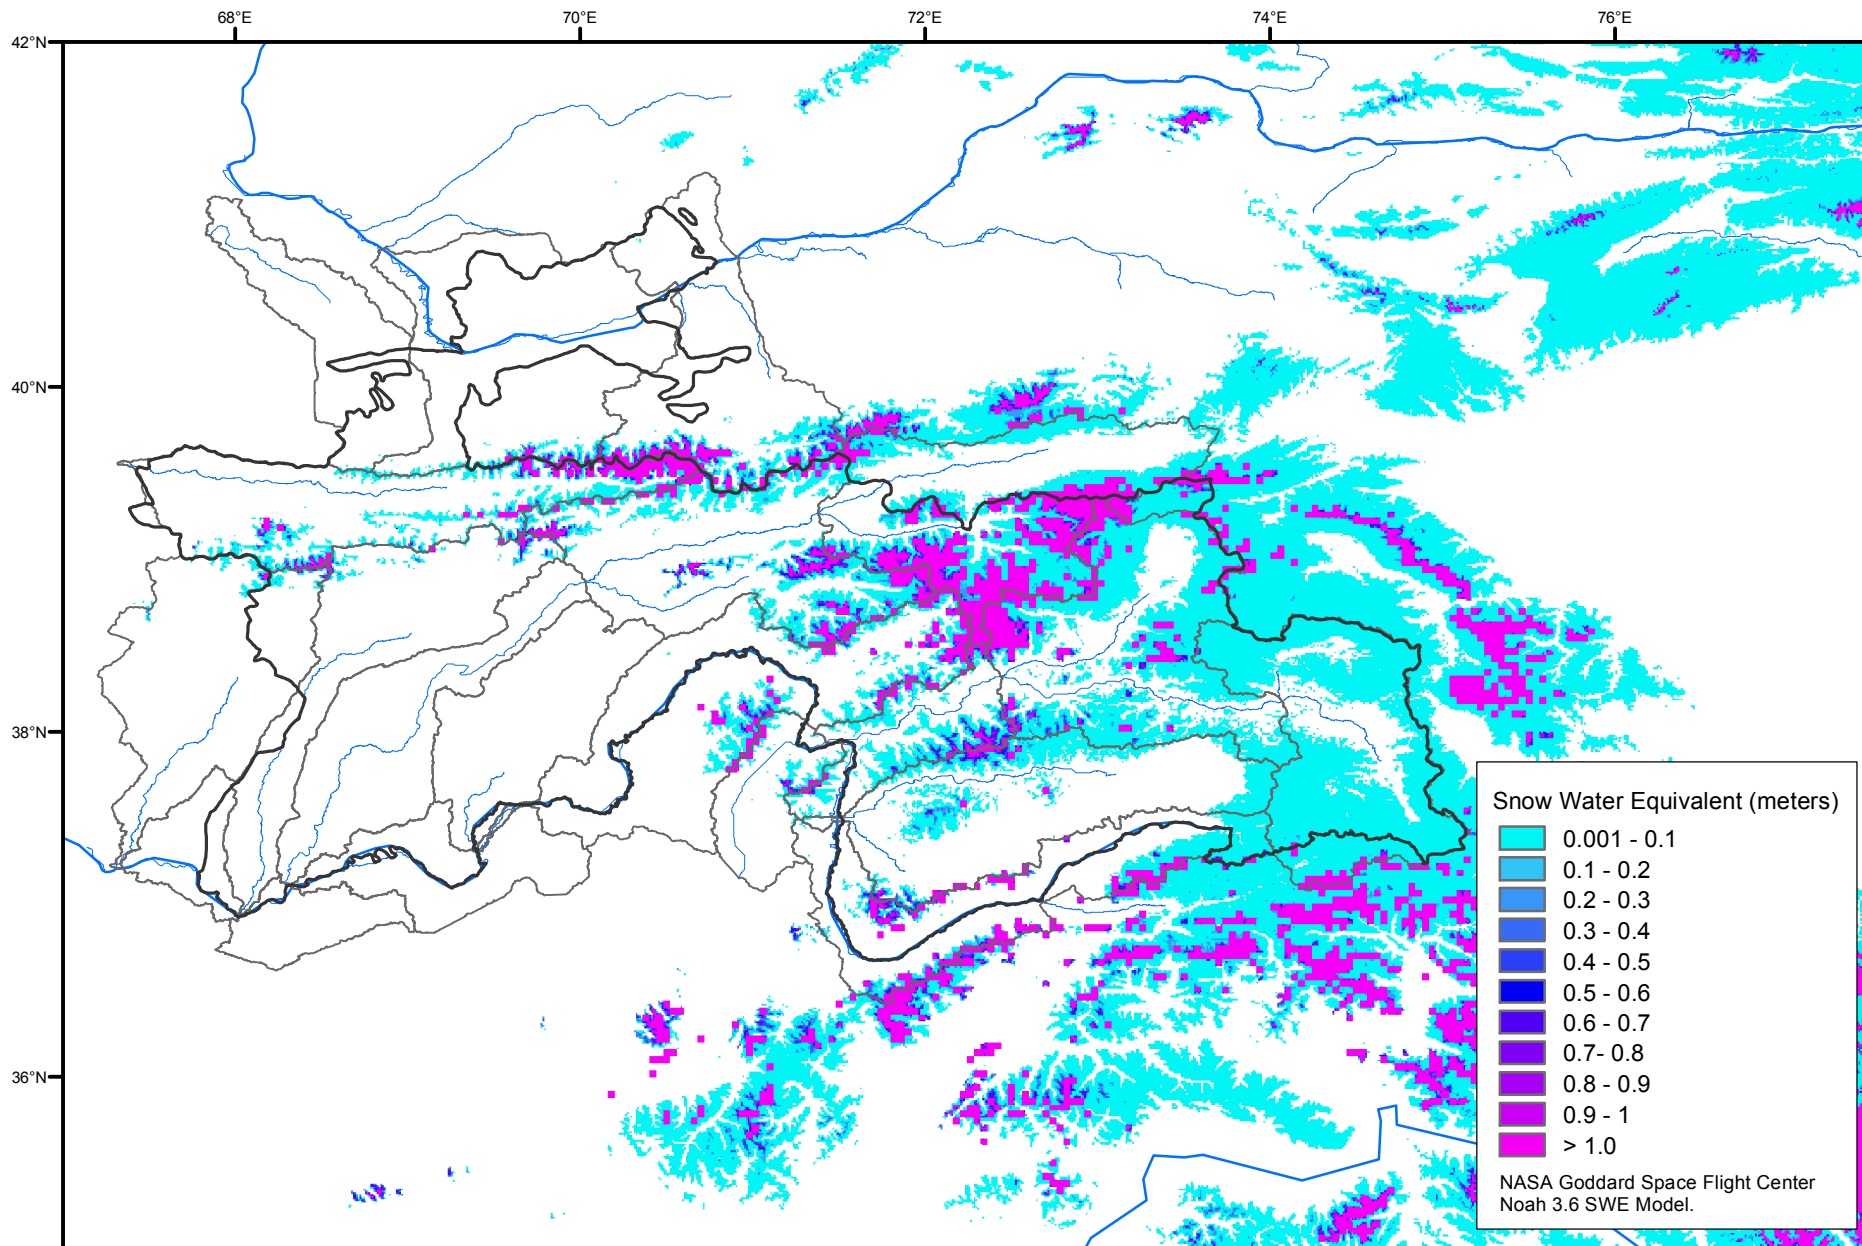 68°E
70°E
72°E
74°E
76°E
42°N
40°N
38°N
36°N
Snow Water Equivalent (meters)
0.001 - 0.1
0.1 - 0.2
0.2 - 0.3
0.3 - 0.4
0.4 - 0.5
0.5 - 0.6
0.6 - 0.7
0.7- 0.8
0.8 - 0.9
0.9 - 1
> 1.0
NASA Goddard Space Flight Center
Noah 3.6 SWE Model.